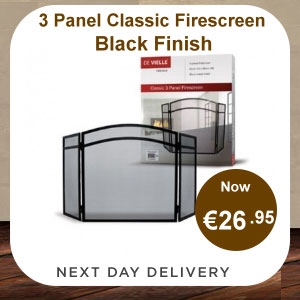 3 Panel Classic Firescreen
Black Finish
DE VIELLE
Classic 3 Panel Firescreen
Now
€26.95
NEXT DAY DELIVERY